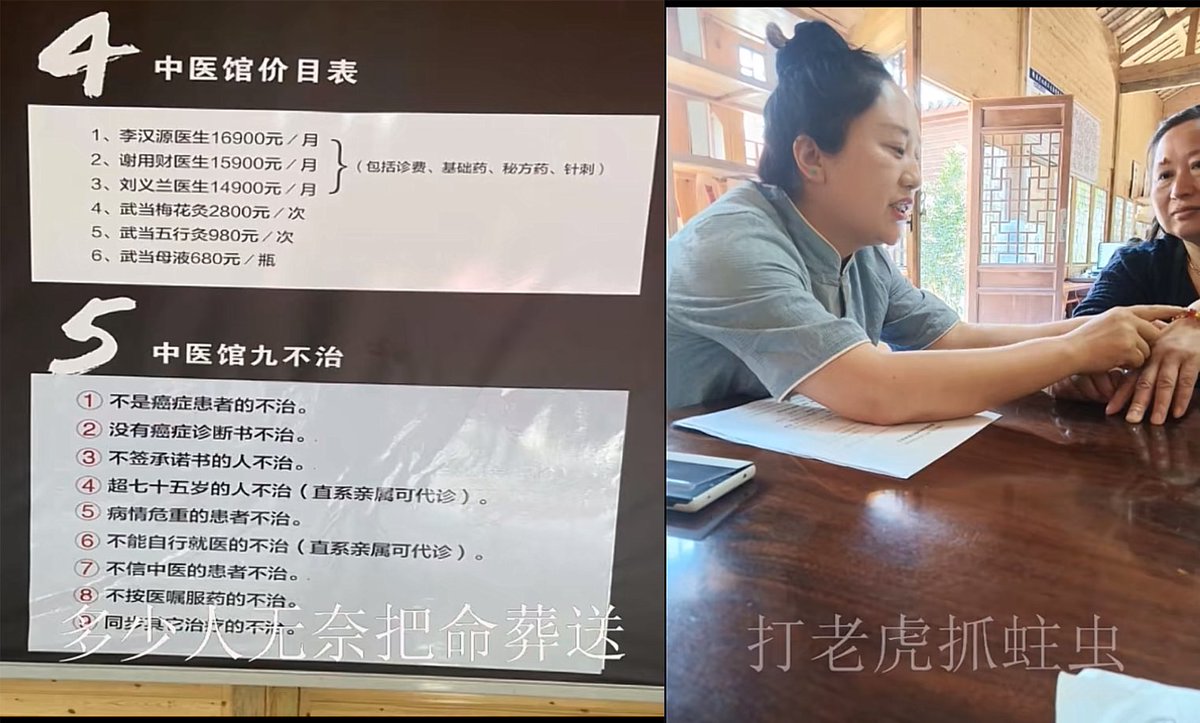 4 中医馆价目表
1、李汉源医生16900元/月
2、谢用财医生15900元/月
3、刘义兰医生14900元/月
（包括诊费、基础药、秘方药、针刺）
4、武当梅花灸2800元/次
5、武当五行灸980元/次
6、武当母液680元/瓶
5 中医馆九不治
① 不是癌症患者的不治。
② 没有癌症诊断书不治。
③ 不签承诺书的人不治。
④ 超七十五岁的人不治（直系亲属可代诊）。
⑤ 病情危重的患者不治。
⑥ 不能自行就医的不治（直系亲属可代诊）。
⑦ 不信中医的患者不治。
⑧ 不按医嘱服药的不治。
⑨ 同步其它治疗的不治。
多少人无奈把命葬送
打老虎抓蛀虫